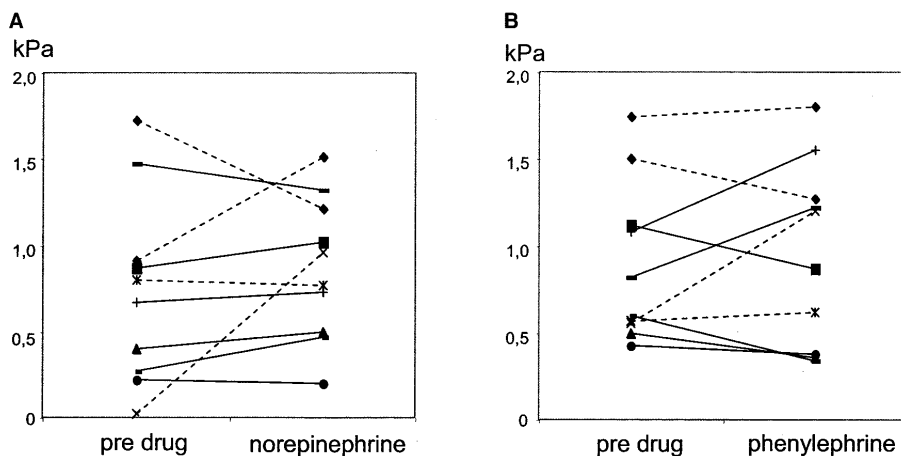 A
kPa
2,0
1,5
1,0
0,5
0
pre drug norepinephrine
B
kPa
2,0
1,5
1,0
0,5
0
pre drug phenylephrine